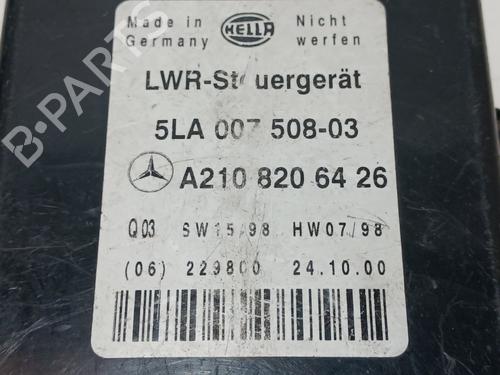 Made in Germany
HELLA
Nicht werfen
LWR-Steuergerät
5LA 007 508-03
A210 820 64 26
Q03 SW15/98 HW07/98
(06) 229800 24.10.00
B-PARTS